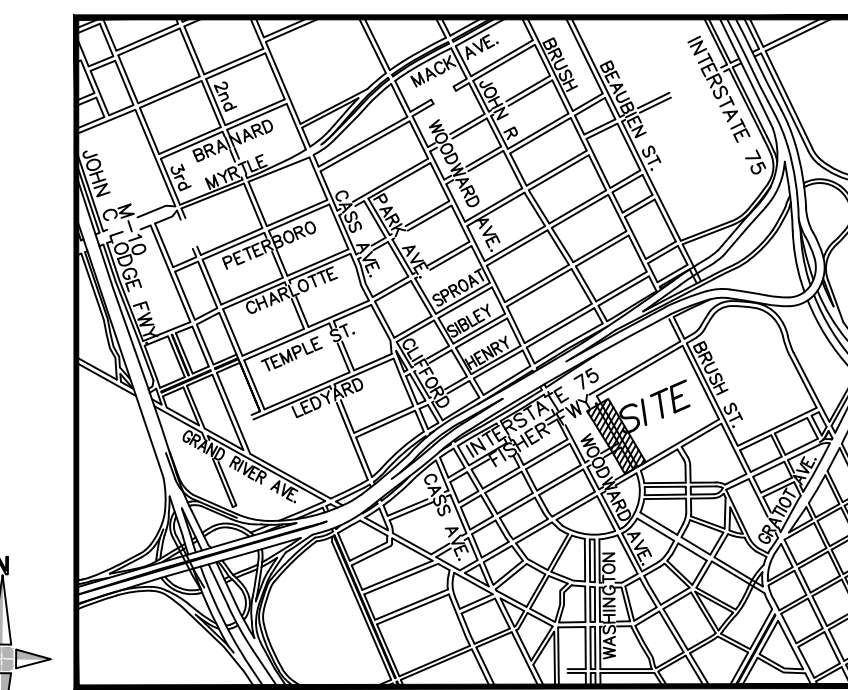 MACK AVE.
BRUSH
INTERSTATE 75
BEAUBIEN ST.
2nd
JOHN R
BRAINARD
WOODWARD AVE.
3rd
MYRTLE
JOHN C LODGE FWY
M-10
CASS AVE.
PARK AVE.
PETERBORO
CHARLOTTE
SPROAT
SIBLEY
TEMPLE ST.
HENRY
CLIFFORD
BRUSH ST.
LEDYARD
INTERSTATE 75
FISHER FWY
SITE
GRAND RIVER AVE.
WOODWARD AVE.
CASS AVE.
GRATIOT AVE.
WASHINGTON
N